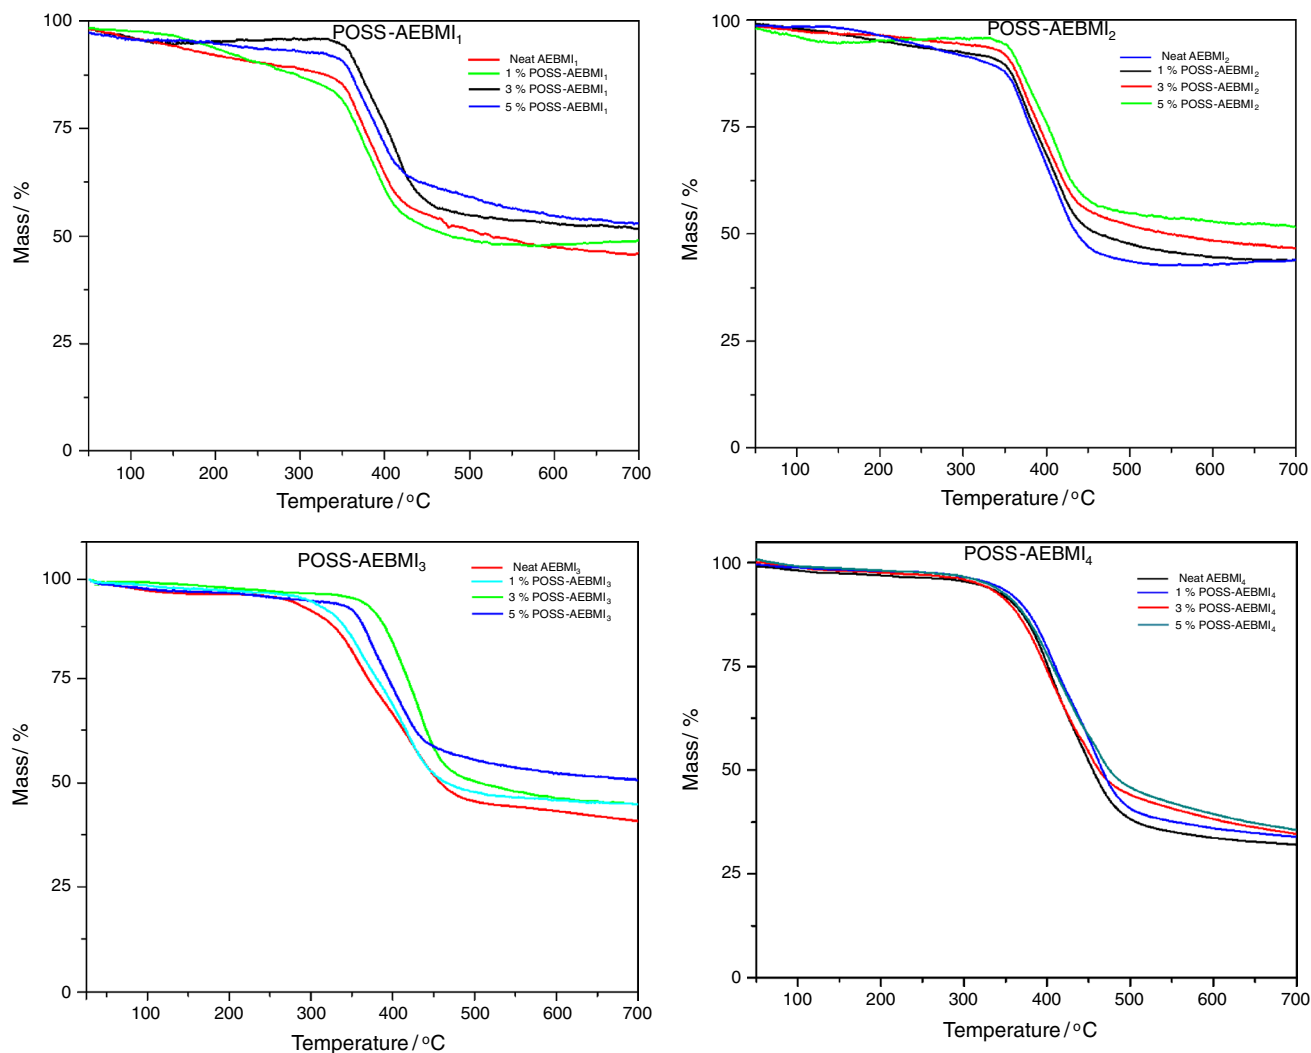 POSS-AEBMI₁
Neat AEBMI₁
1 % POSS-AEBMI₁
3 % POSS-AEBMI₁
5 % POSS-AEBMI₁
100
75
50
25
0
Mass/ %
100 200 300 400 500 600 700
Temperature / °C
POSS-AEBMI₂
Neat AEBMI₂
1 % POSS-AEBMI₂
3 % POSS-AEBMI₂
5 % POSS-AEBMI₂
100
75
50
25
0
Mass/ %
100 200 300 400 500 600 700
Temperature / °C
POSS-AEBMI₃
Neat AEBMI₃
1 % POSS-AEBMI₃
3 % POSS-AEBMI₃
5 % POSS-AEBMI₃
100
75
50
25
0
Mass/ %
100 200 300 400 500 600 700
Temperature / °C
POSS-AEBMI₄
Neat AEBMI₄
1 % POSS-AEBMI₄
3 % POSS-AEBMI₄
5 % POSS-AEBMI₄
100
75
50
25
0
Mass/ %
100 200 300 400 500 600 700
Temperature / °C